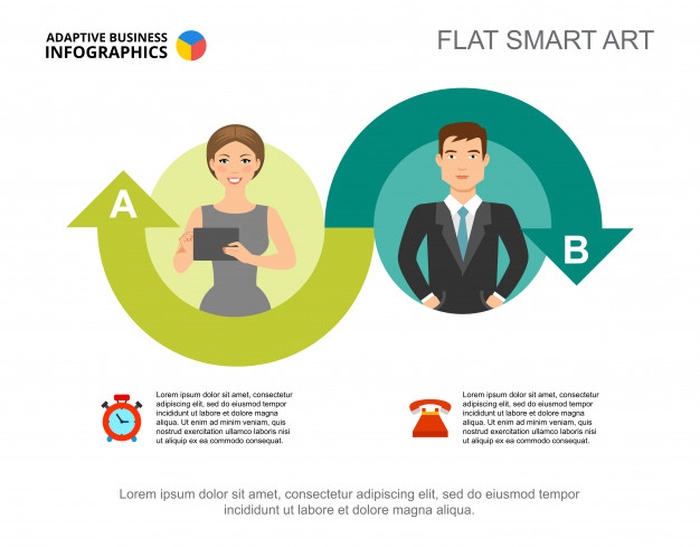 ADAPTIVE BUSINESS
INFOGRAPHICS
FLAT SMART ART
A
B
Lorem ipsum dolor sit amet, consectetur
adipiscing elit, sed do eiusmod tempor
incididunt ut labore et dolore magna
aliqua. Ut enim ad minim veniam, quis
nostrud exercitation ullamco laboris nisi
ut aliquip ex ea commodo consequat.
Lorem ipsum dolor sit amet, consectetur
adipiscing elit, sed do eiusmod tempor
incididunt ut labore et dolore magna
aliqua. Ut enim ad minim veniam, quis
nostrud exercitation ullamco laboris nisi
ut aliquip ex ea commodo consequat.
Lorem ipsum dolor sit amet, consectetur adipiscing elit, sed do eiusmod tempor
incididunt ut labore et dolore magna aliqua.